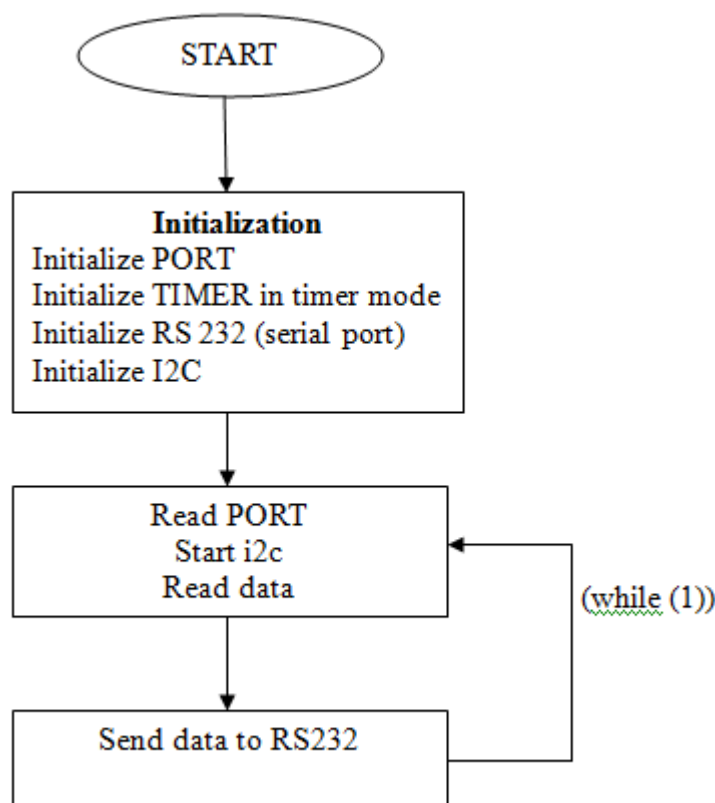 START
Initialization
Initialize PORT
Initialize TIMER in timer mode
Initialize RS 232 (serial port)
Initialize I2C
Read PORT
Start i2c
Read data
(while (1))
Send data to RS232